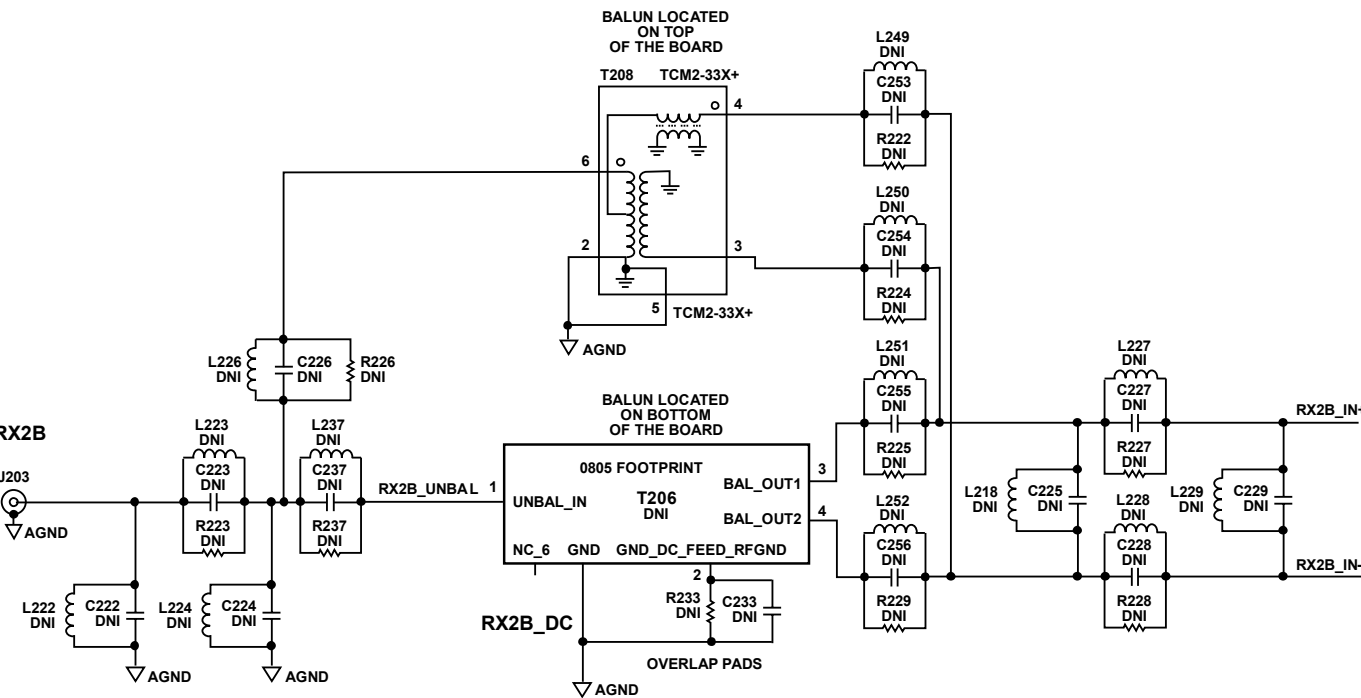 BALUN LOCATED
ON TOP
OF THE BOARD
T208 TCM2-33X+
4
6
2
3
5
TCM2-33X+
AGND
L249
DNI
C253
DNI
R222
DNI
L250
DNI
C254
DNI
R224
DNI
L251
DNI
C255
DNI
R225
DNI
L252
DNI
C256
DNI
R229
DNI
L226
DNI
C226
DNI
R226
DNI
RX2B
J203
AGND
L223
DNI
C223
DNI
R223
DNI
L237
DNI
C237
DNI
R237
DNI
L222
DNI
C222
DNI
AGND
L224
DNI
C224
DNI
AGND
BALUN LOCATED
ON BOTTOM
OF THE BOARD
RX2B_UNBAL
1
0805 FOOTPRINT
UNBAL_IN
T206
DNI
BAL_OUT1
3
BAL_OUT2
4
NC_6 GND GND_DC_FEED_RFGND
2
R233
DNI
C233
DNI
RX2B_DC
OVERLAP PADS
AGND
L227
DNI
C227
DNI
R227
DNI
L218
DNI
C225
DNI
L228
DNI
C228
DNI
R228
DNI
L229
DNI
C229
DNI
RX2B_IN+
RX2B_IN-